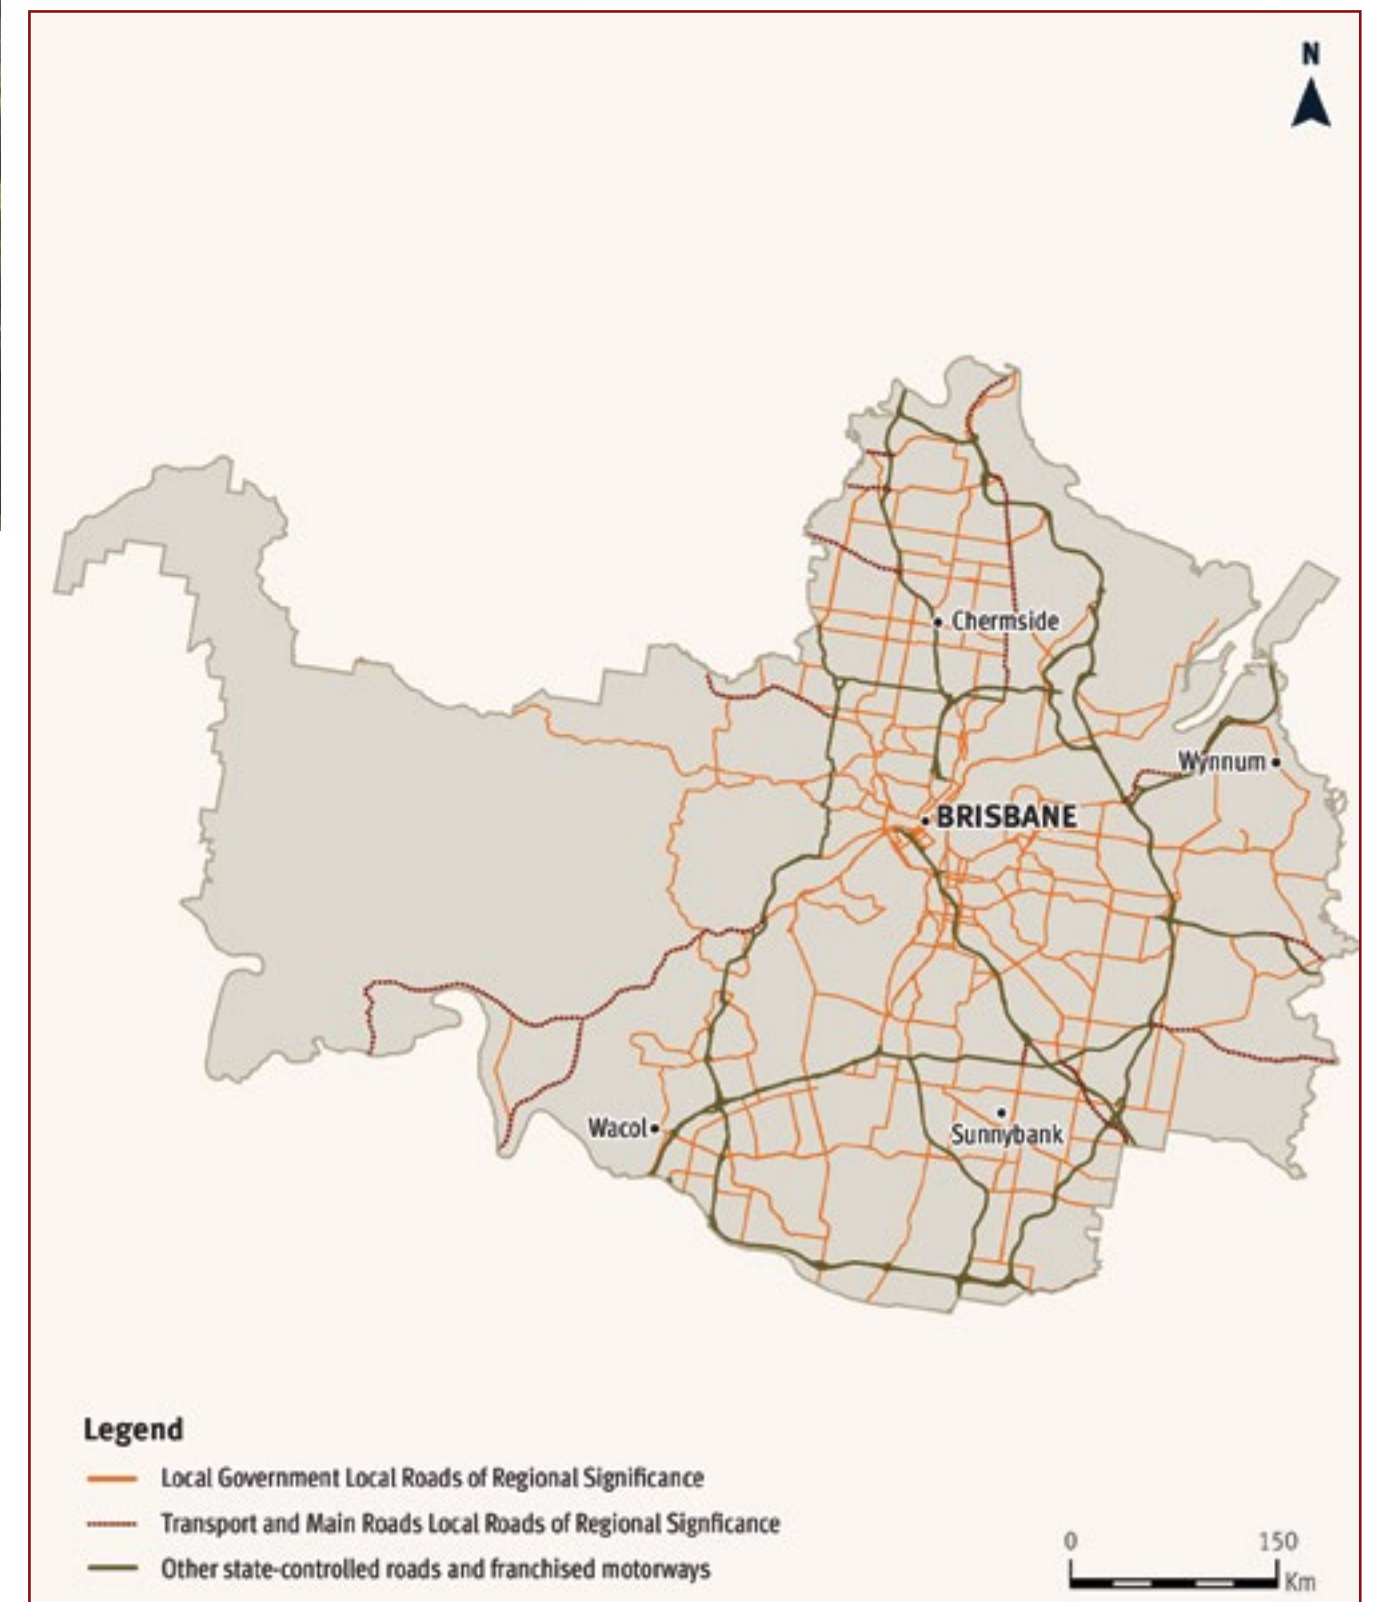 N
Chermside
Wynnum
BRISBANE
Wacol
Sunnybank
Legend
Local Government Local Roads of Regional Significance
Transport and Main Roads Local Roads of Regional Signficance
Other state-controlled roads and franchised motorways
0 150
Km